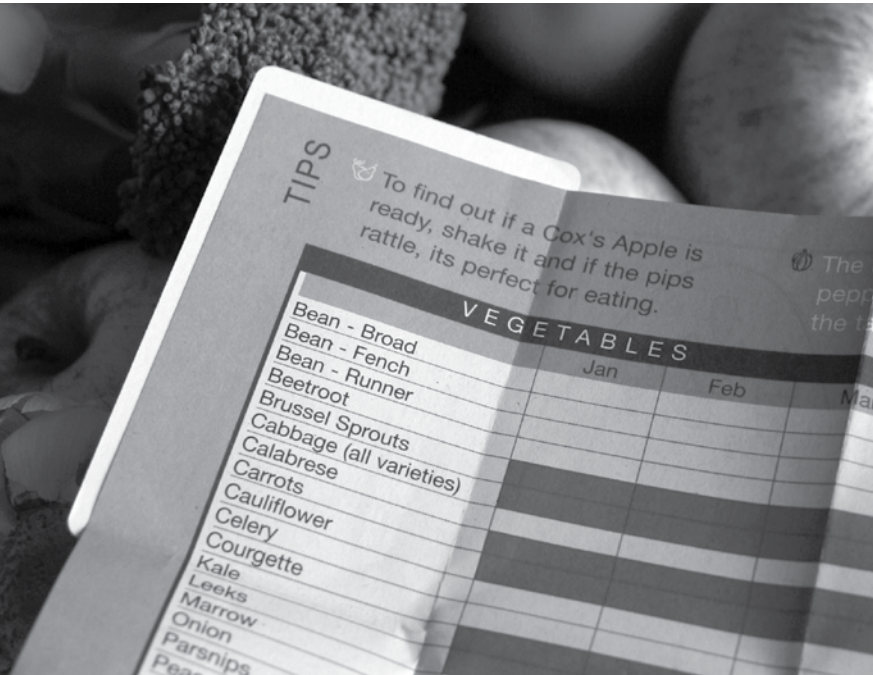 TIPS
To find out if a Cox's Apple is
ready, shake it and if the pips
rattle, its perfect for eating.
The
the
VEGETABLES
Jan Feb
Bean - Broad
Bean - Fench
Bean - Runner
Beetroot
Brussel Sprouts
Cabbage (all varieties)
Calabrese
Carrots
Cauliflower
Celery
Courgette
Kale
Leeks
Marrow
Onion
Parsnips